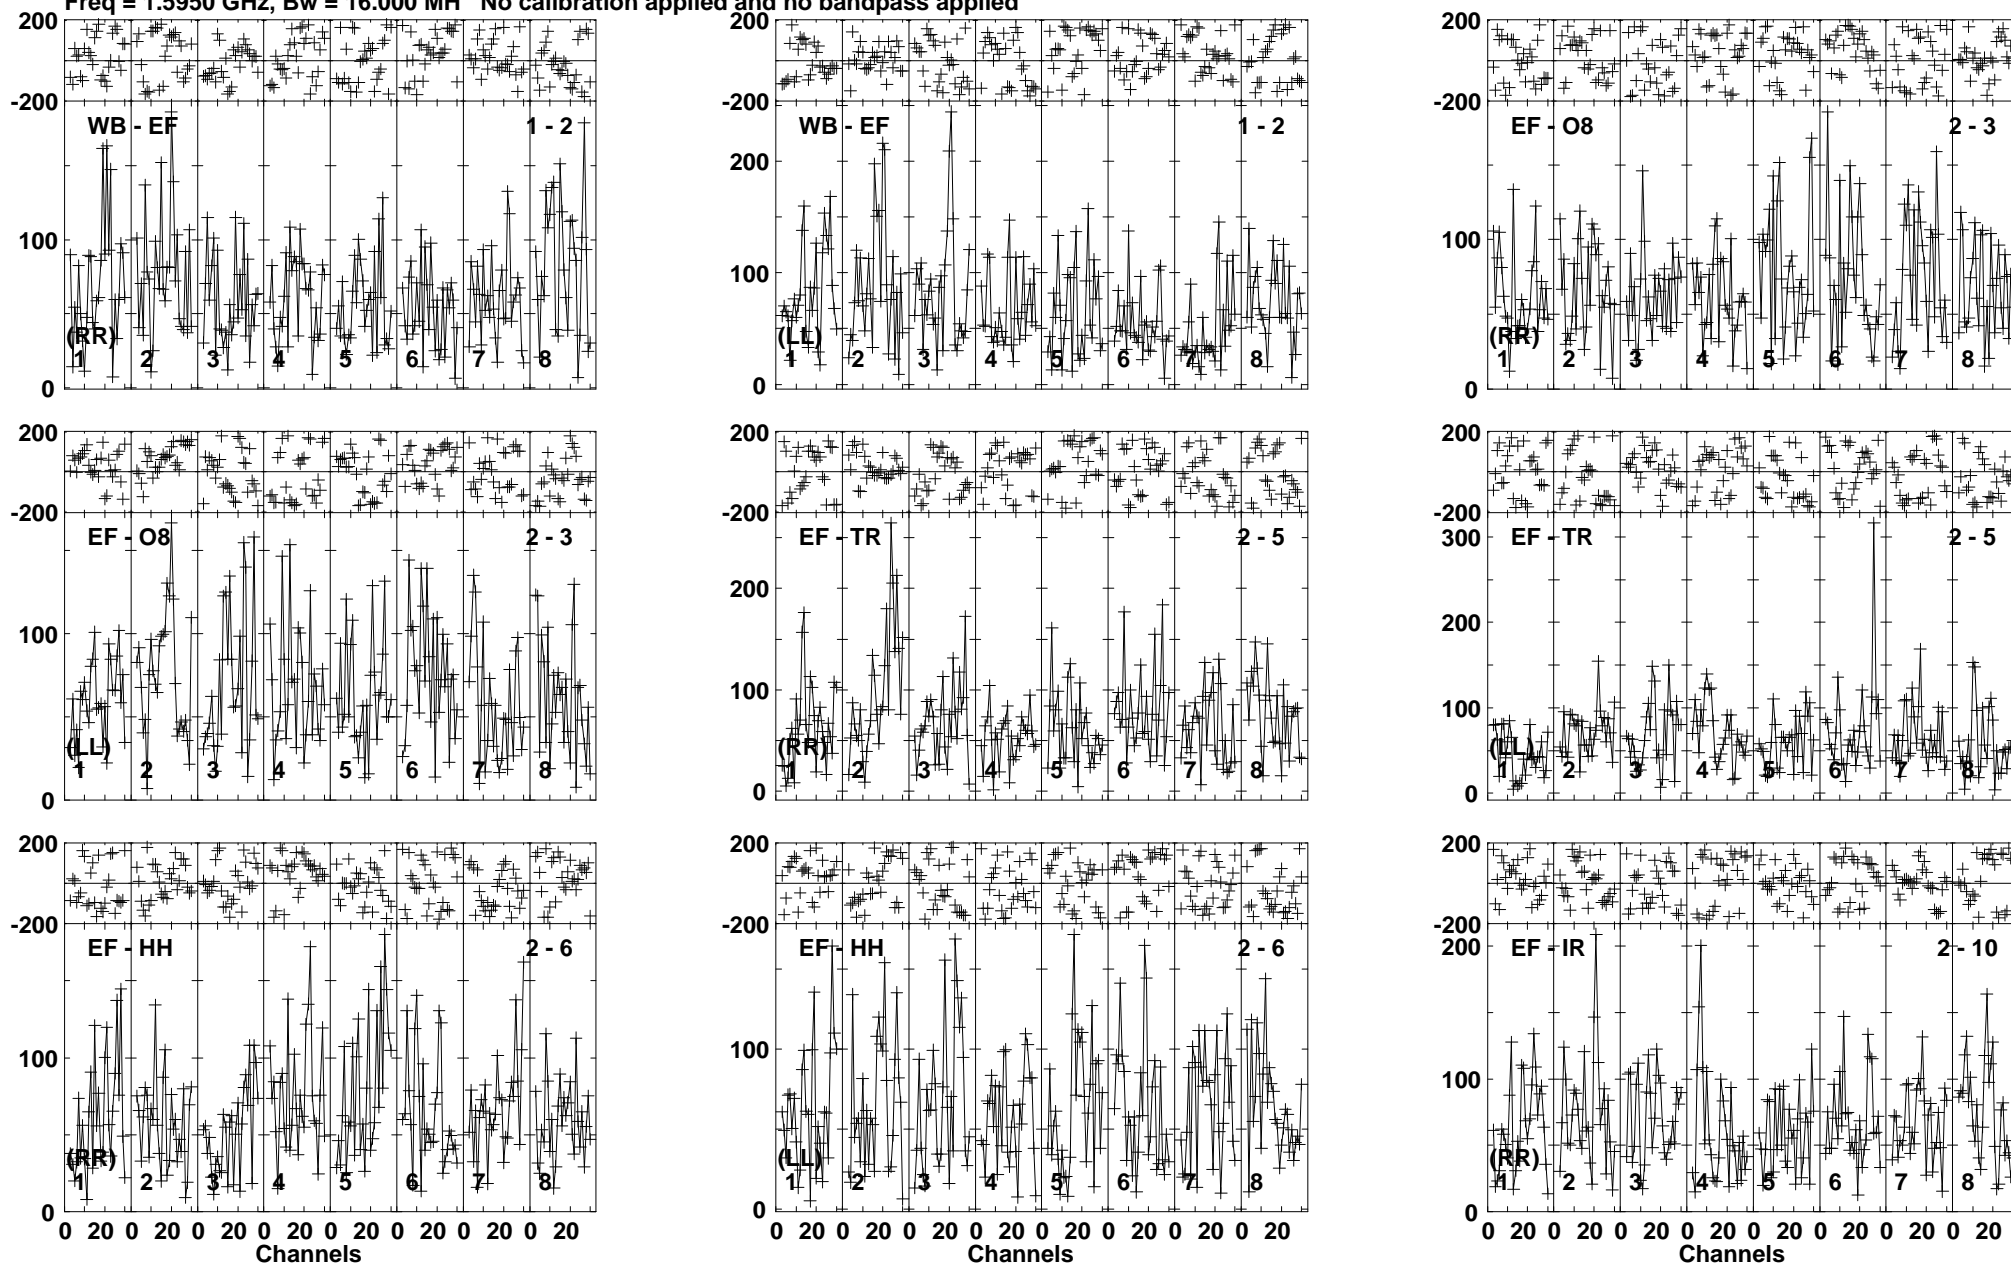 Freq = 1.5950 GHz, Bw = 16.000 MH   No calibration applied and no bandpass applied
200 200 200
-200 -200 -200
WB - EF 1 - 2 WB - EF 1 - 2 EF - O8 2 - 3
200
100 100 100
(RR) (LL) (RR)
1 2 3 4 5 6 7 8 1 2 3 4 5 6 7 8 1 2 3 4 5 6 7 8
0 0 0
200 200 200
-200 -200 -200
EF - O8 2 - 3 EF - TR 2 - 5 EF - TR 2 - 5
300
200 200
100 100 100
(LL) (RR) (LL)
1 2 3 4 5 6 7 8 1 2 3 4 5 6 7 8 1 2 3 4 5 6 7 8
0 0 0
200 200 200
-200 -200 -200
EF - HH 2 - 6 EF - HH 2 - 6 EF - IR 2 - 10
200
100 100 100
(RR) (LL) (RR)
1 2 3 4 5 6 7 8 1 2 3 4 5 6 7 8 1 2 3 4 5 6 7 8
0 0 0
0 20 0 20 0 20 0 20 0 20 0 20 0 20 0 20 0 20 0 20 0 20 0 20 0 20 0 20 0 20 0 20 0 20 0 20 0 20 0 20 0 20 0 20 0 20 0 20
Channels Channels Channels